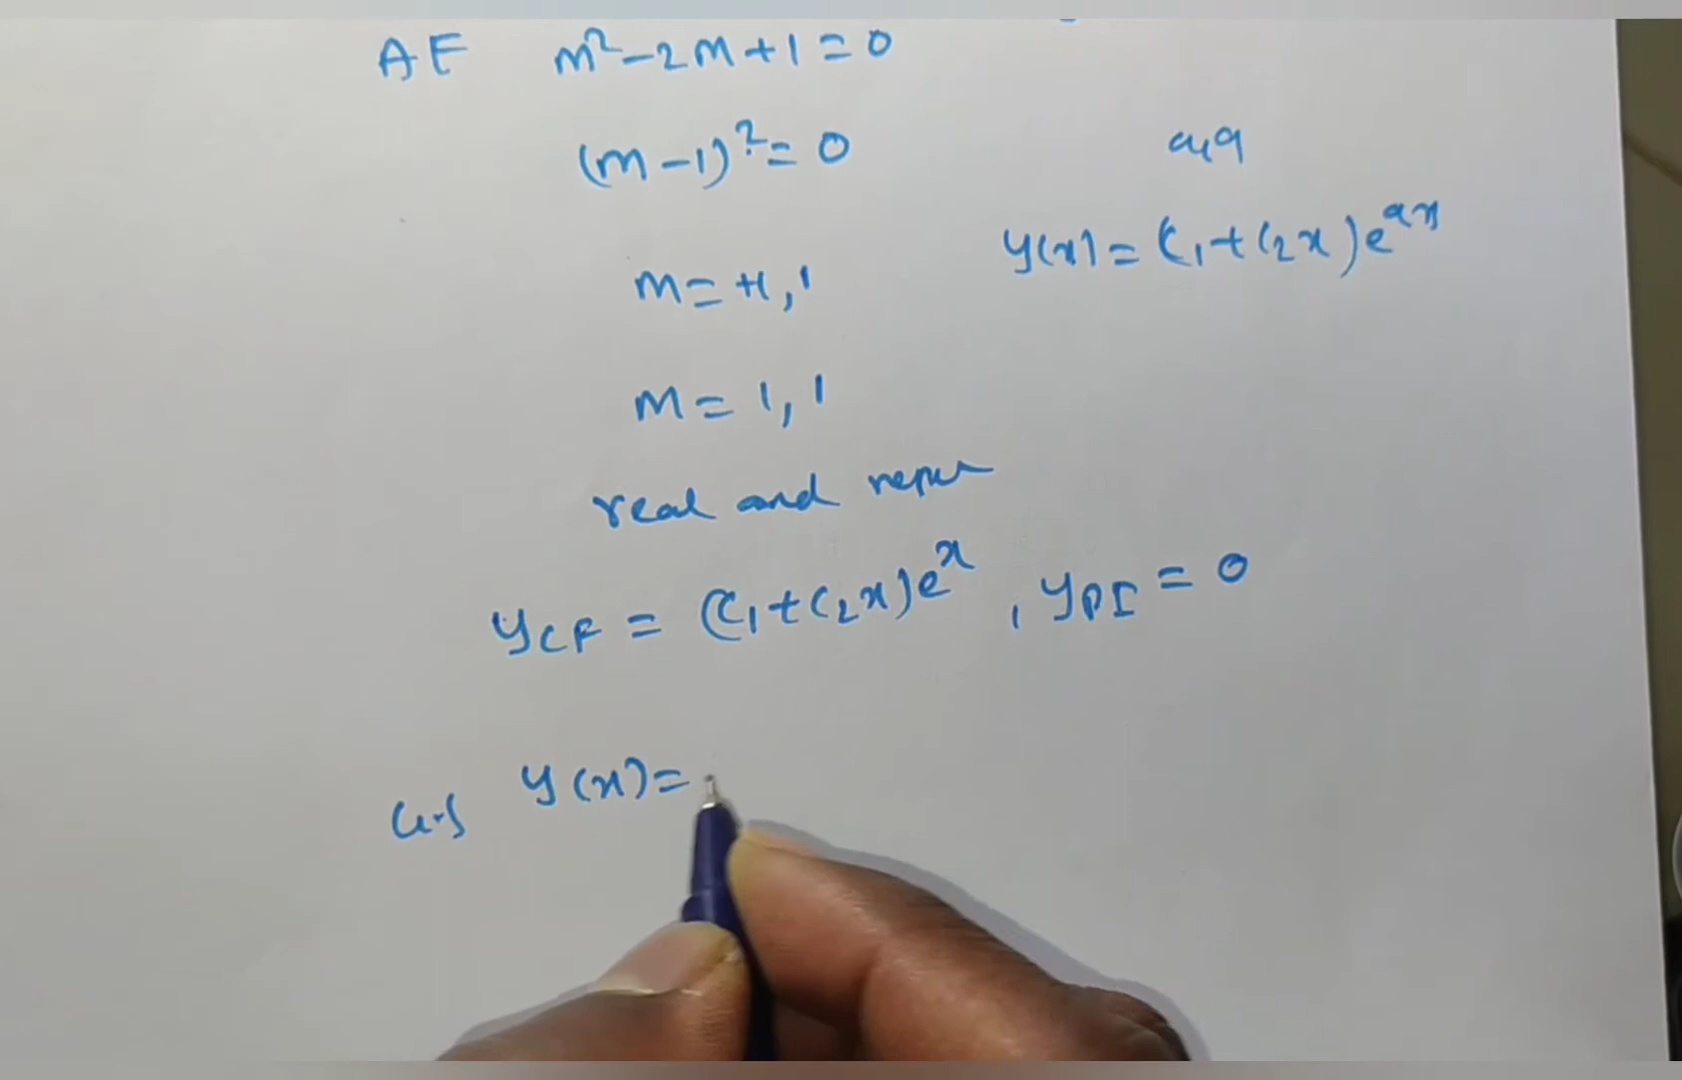 AE m²-2m+1=0
(m-1)²=0
a,a
y(x)=(c₁+c₂x)e^ax
m=+1,1
m=1,1
real and
y_CF = (c₁+c₂x)e^x , y_PI = 0
G.S y(x)=